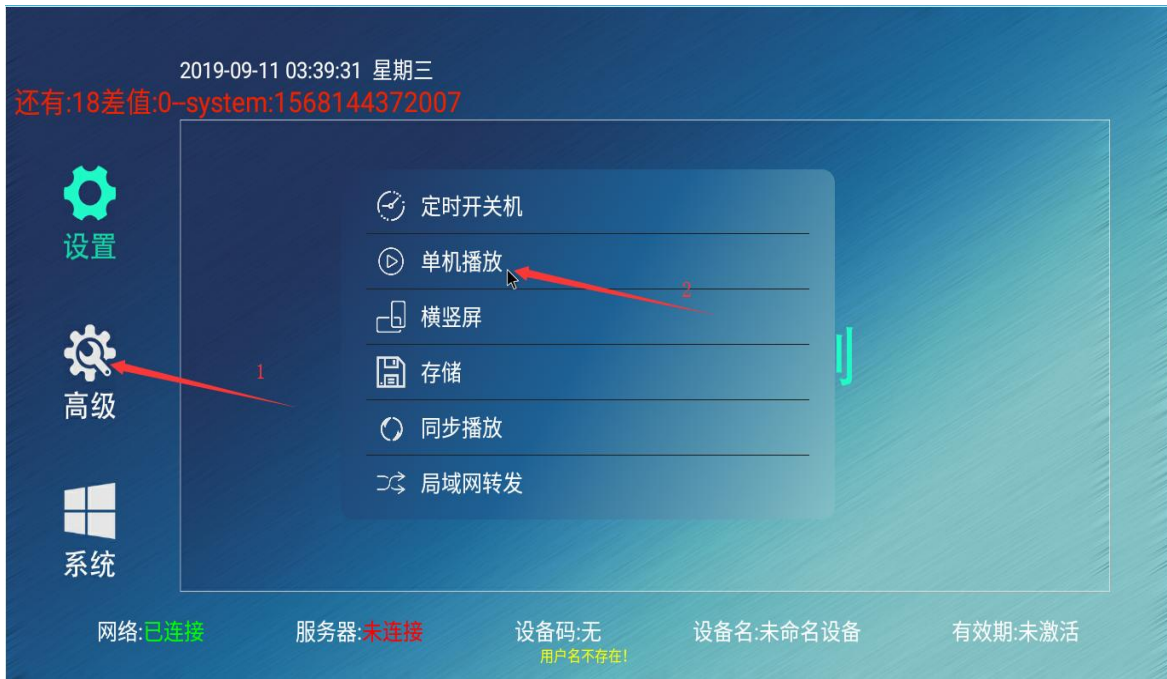 2019-09-11 03:39:31 星期三
还有:18差值:0--system:1568144372007
设置
高级
系统
定时开关机
单机播放
横竖屏
存储
同步播放
局域网转发
1
2
网络:已连接
服务器:未连接
设备码:无
用户名不存在!
设备名:未命名设备
有效期:未激活